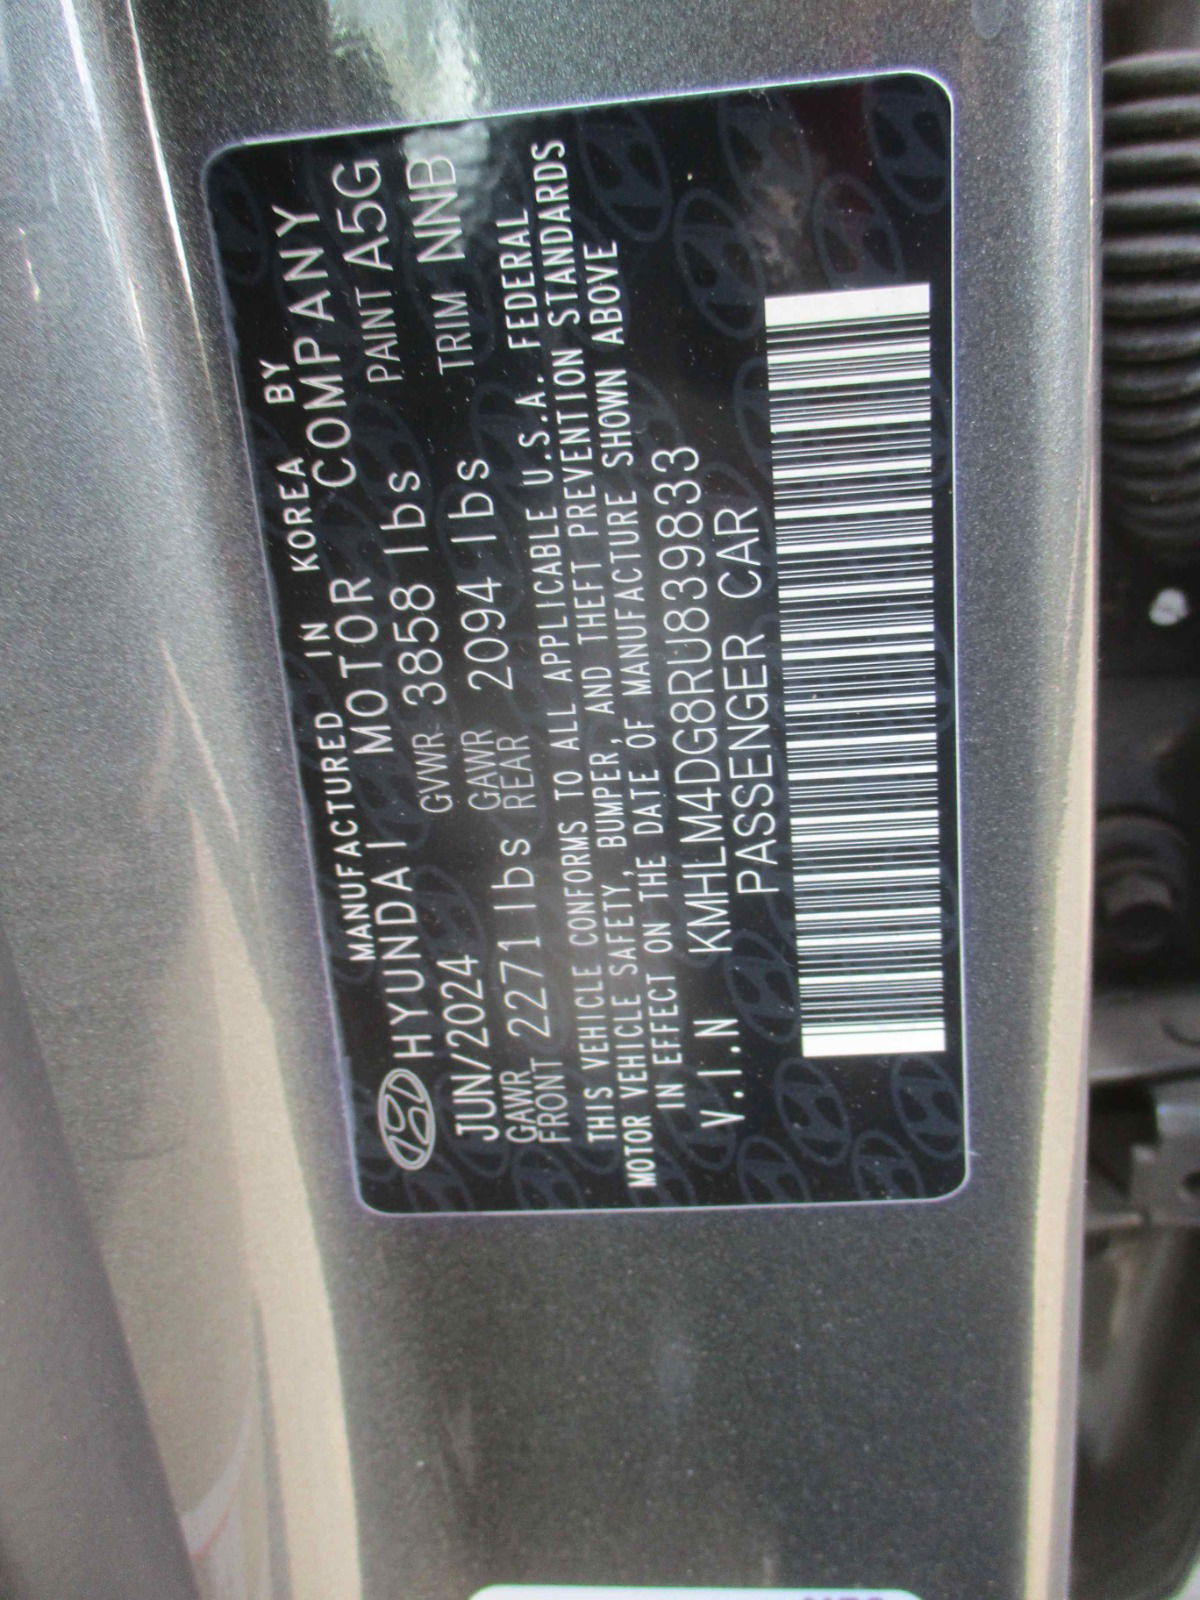 MANUFACTURED IN KOREA BY
HYUNDAI MOTOR COMPANY
JUN/2024 GVWR 3858 lbs PAINT A5G
GAWR FRONT 2271 lbs GAWR REAR 2094 lbs TRIM NNB
THIS VEHICLE CONFORMS TO ALL APPLICABLE U.S.A. FEDERAL
MOTOR VEHICLE SAFETY, BUMPER, AND THEFT PREVENTION STANDARDS
IN EFFECT ON THE DATE OF MANUFACTURE SHOWN ABOVE
V.I.N KMHLM4DG8RU839833
PASSENGER CAR